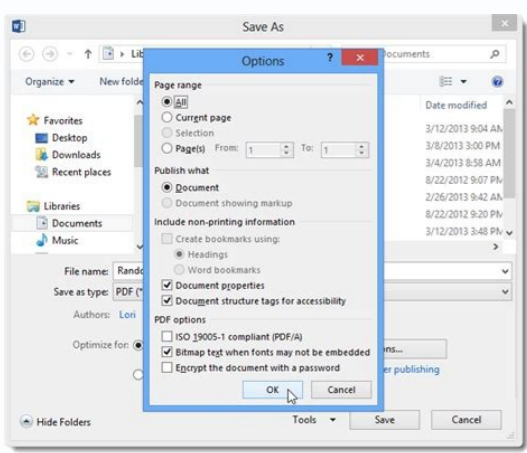 Save As
Lib
Documents
Organize
New folde
Options
?
Page range
All
Current page
Selection
Page(s) From: 1 To: 1
Publish what
Document
Document showing markup
Include non-printing information
Create bookmarks using:
Headings
Word bookmarks
Document properties
Document structure tags for accessibility
PDF options
ISO 19005-1 compliant (PDF/A)
Bitmap text when fonts may not be embedded
Encrypt the document with a password
OK Cancel
Favorites
Desktop
Downloads
Recent places
Libraries
Documents
Music
Date modified
3/12/2013 9:04 AM
3/8/2013 3:00 PM
3/4/2013 8:58 AM
8/22/2012 9:07 PM
2/26/2013 9:42 AM
8/22/2012 9:20 PM
3/12/2013 3:48 PM
File name: Rando
Save as type: PDF (*
Authors: Lori
Optimize for:
ons...
er publishing
Hide Folders
Tools Save Cancel